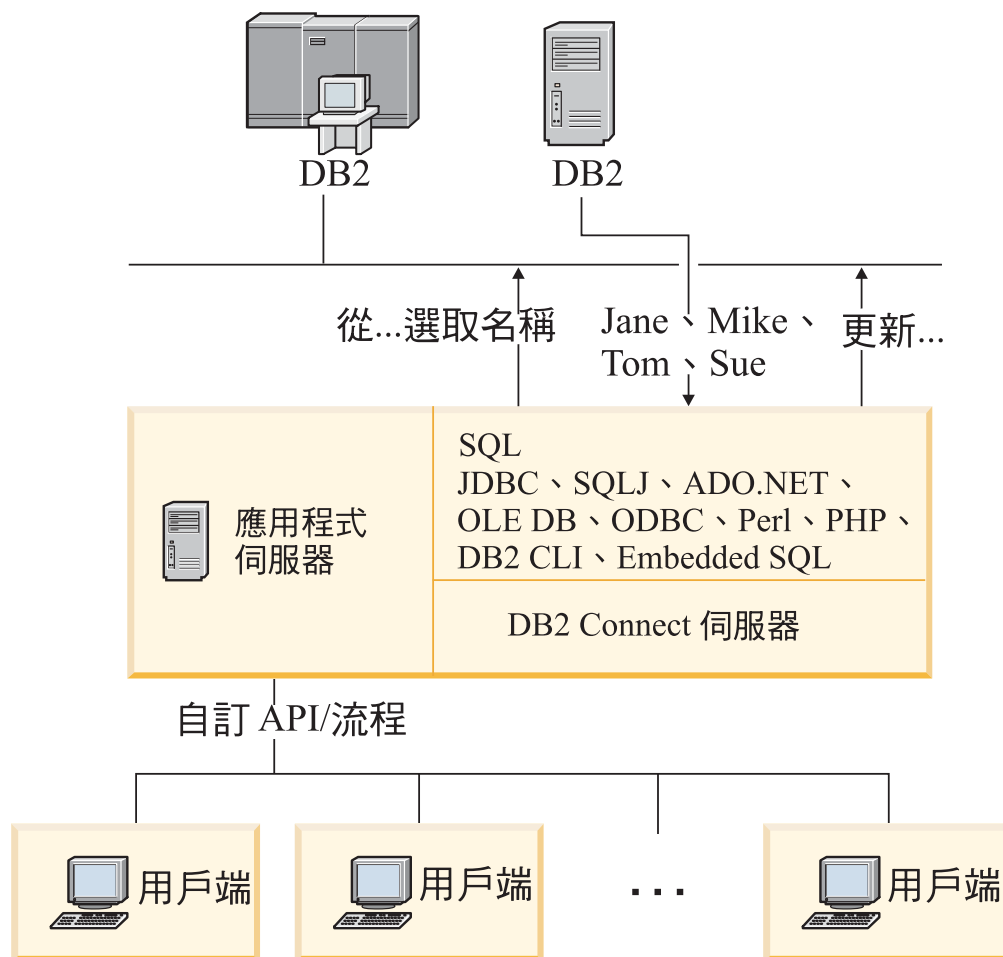 DB2
DB2
從...選取名稱
Jane、Mike、
Tom、Sue
更新...
應用程式
伺服器
SQL
JDBC、SQLJ、ADO.NET、
OLE DB、ODBC、Perl、PHP、
DB2 CLI、Embedded SQL
DB2 Connect 伺服器
自訂 API/流程
用戶端
用戶端
...
用戶端